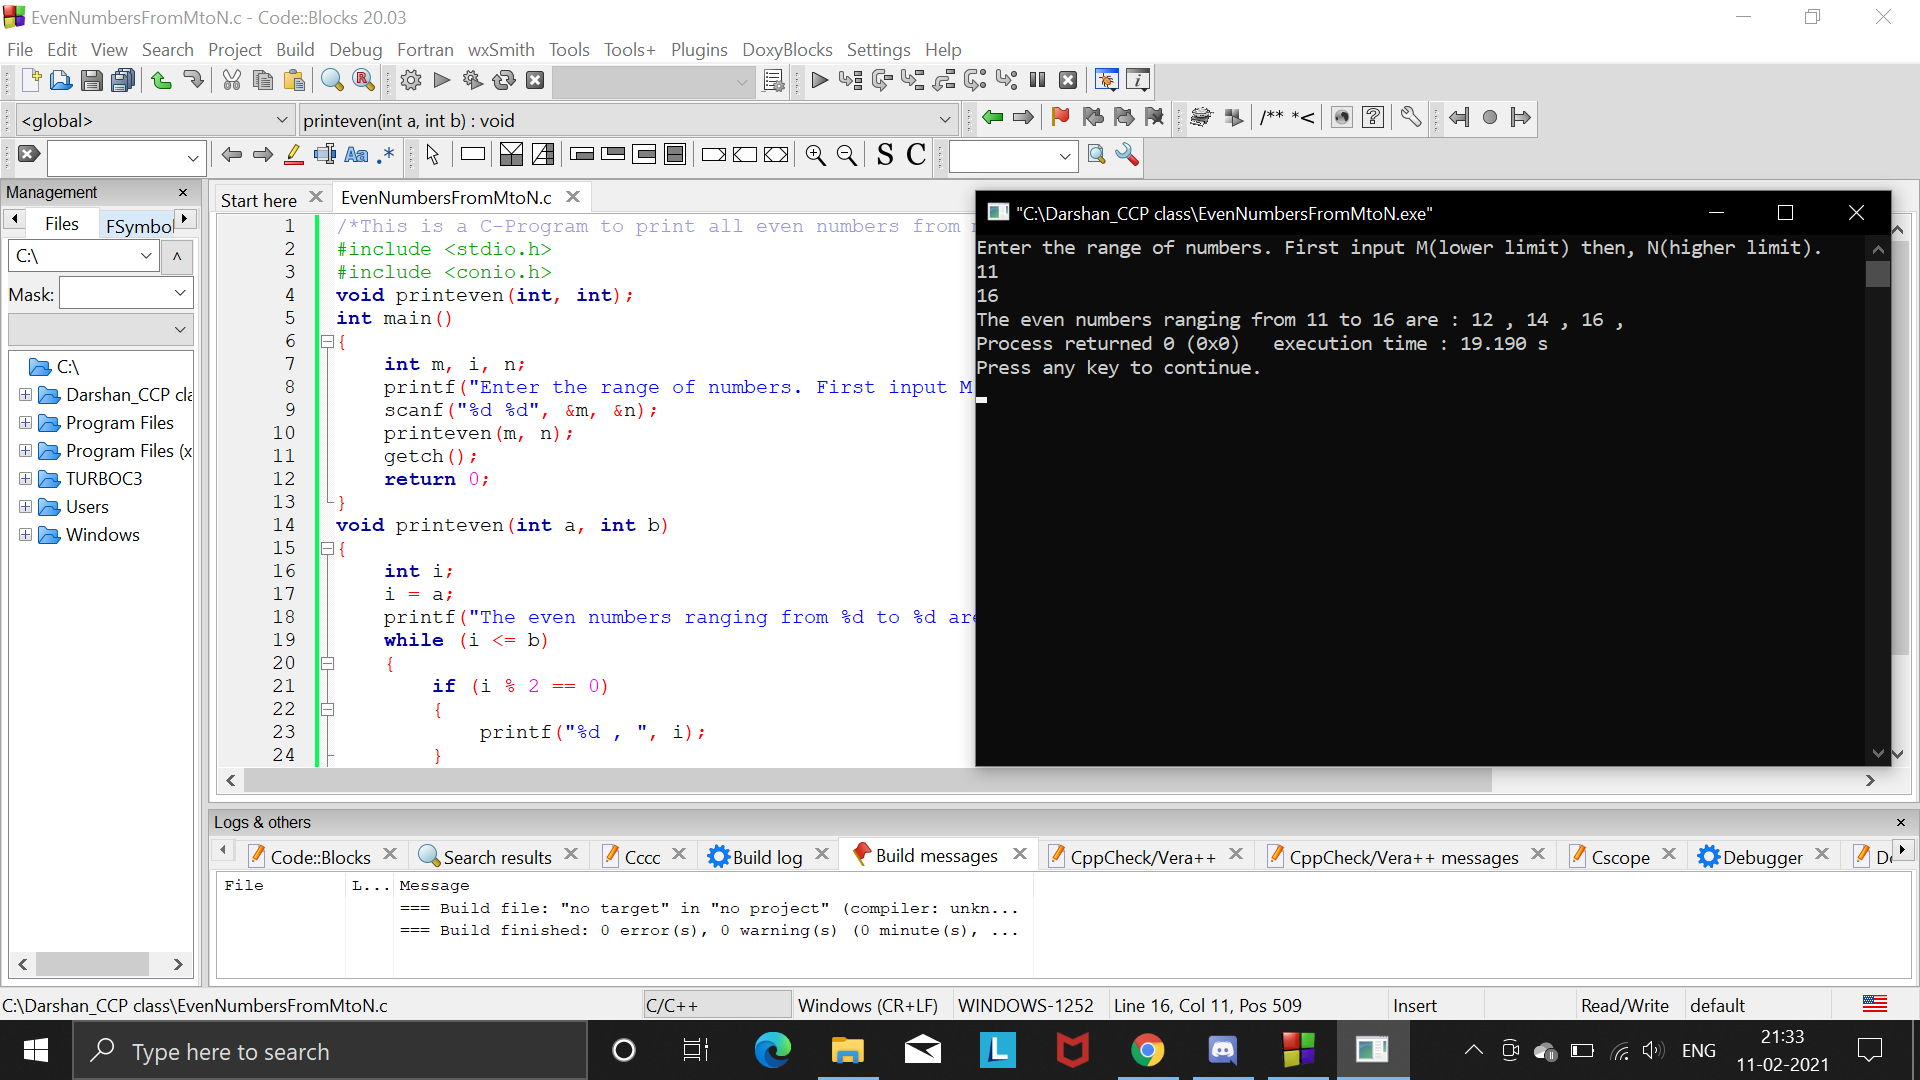 EvenNumbersFromMtoN.c - Code::Blocks 20.03
File Edit View Search Project Build Debug Fortran wxSmith Tools Tools+ Plugins DoxyBlocks Settings Help
<global>
printeven(int a, int b) : void
/** *<
Aa .*
S C
Management
Files FSymbo
C:\
Mask:
C:\
Darshan_CCP cla
Program Files
Program Files (x
TURBOC3
Users
Windows
Start here EvenNumbersFromMtoN.c
1 /*This is a C-Program to print all even numbers from
2 #include <stdio.h>
3 #include <conio.h>
4 void printeven(int, int);
5 int main()
6 {
7 int m, i, n;
8 printf("Enter the range of numbers. First input M
9 scanf("%d %d", &m, &n);
10 printeven(m, n);
11 getch();
12 return 0;
13 }
14 void printeven(int a, int b)
15 {
16 int i;
17 i = a;
18 printf("The even numbers ranging from %d to %d are
19 while (i <= b)
20 {
21 if (i % 2 == 0)
22 {
23 printf("%d , ", i);
24 }
"C:\Darshan_CCP class\EvenNumbersFromMtoN.exe"
Enter the range of numbers. First input M(lower limit) then, N(higher limit).
11
16
The even numbers ranging from 11 to 16 are : 12 , 14 , 16 ,
Process returned 0 (0x0)   execution time : 19.190 s
Press any key to continue.
Logs & others
Code::Blocks Search results Cccc Build log Build messages CppCheck/Vera++ CppCheck/Vera++ messages Cscope Debugger
File L... Message
=== Build file: "no target" in "no project" (compiler: unkn...
=== Build finished: 0 error(s), 0 warning(s) (0 minute(s), ...
C:\Darshan_CCP class\EvenNumbersFromMtoN.c C/C++ Windows (CR+LF) WINDOWS-1252 Line 16, Col 11, Pos 509 Insert Read/Write default
Type here to search
L
ENG
21:33
11-02-2021